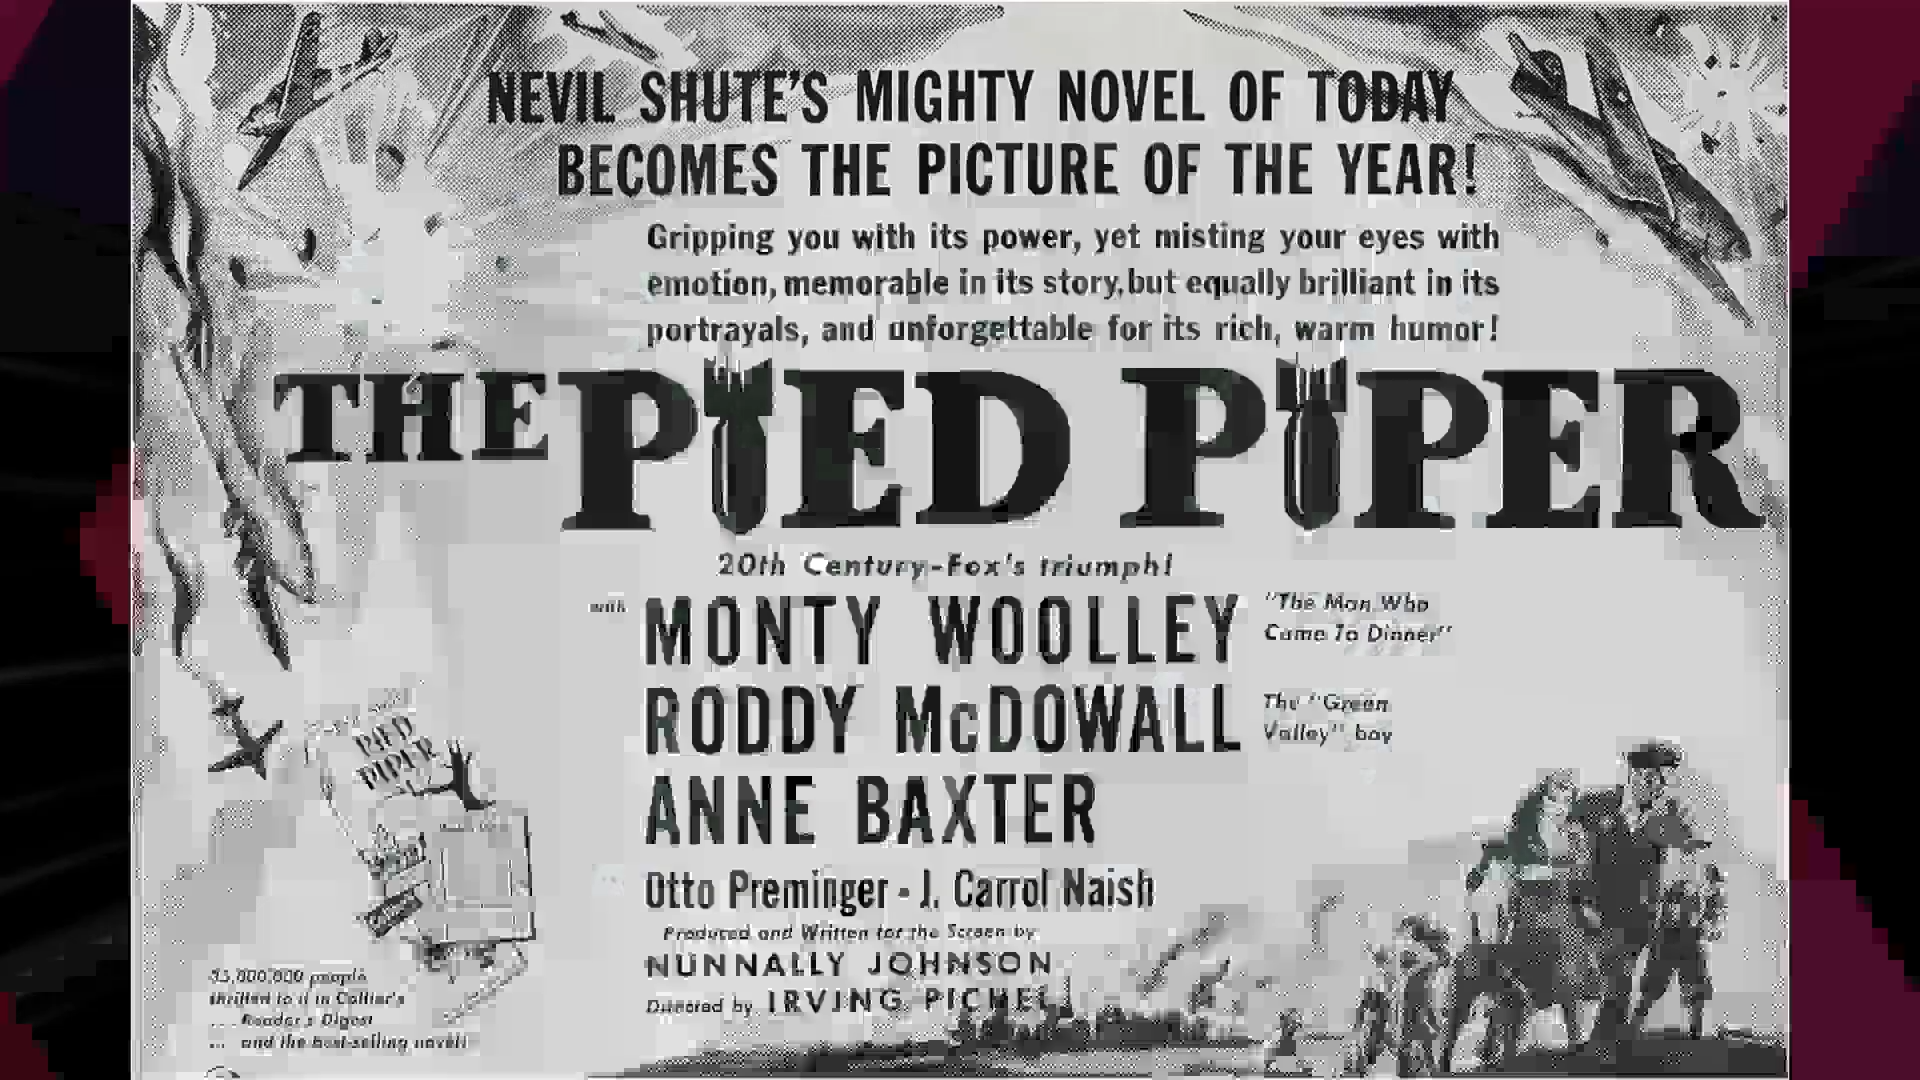 NEVIL SHUTE'S MIGHTY NOVEL OF TODAY
BECOMES THE PICTURE OF THE YEAR!
Gripping you with its power, yet misting your eyes with
emotion, memorable in its story, but equally brilliant in its
portrayals, and unforgettable for its rich, warm humor!
THE PIED PIPER
20th Century-Fox's triumph!
with MONTY WOOLLEY "The Man Who
Came To Dinner"
RODDY McDOWALL The "Green
Valley" boy
ANNE BAXTER
Otto Preminger - J. Carrol Naish
Produced and Written for the Screen by
NUNNALLY JOHNSON
Directed by IRVING PICHEL
PIED
PIPER
people
thrilled to it in Collier's
... Reader's Digest
... and the best-selling novel!